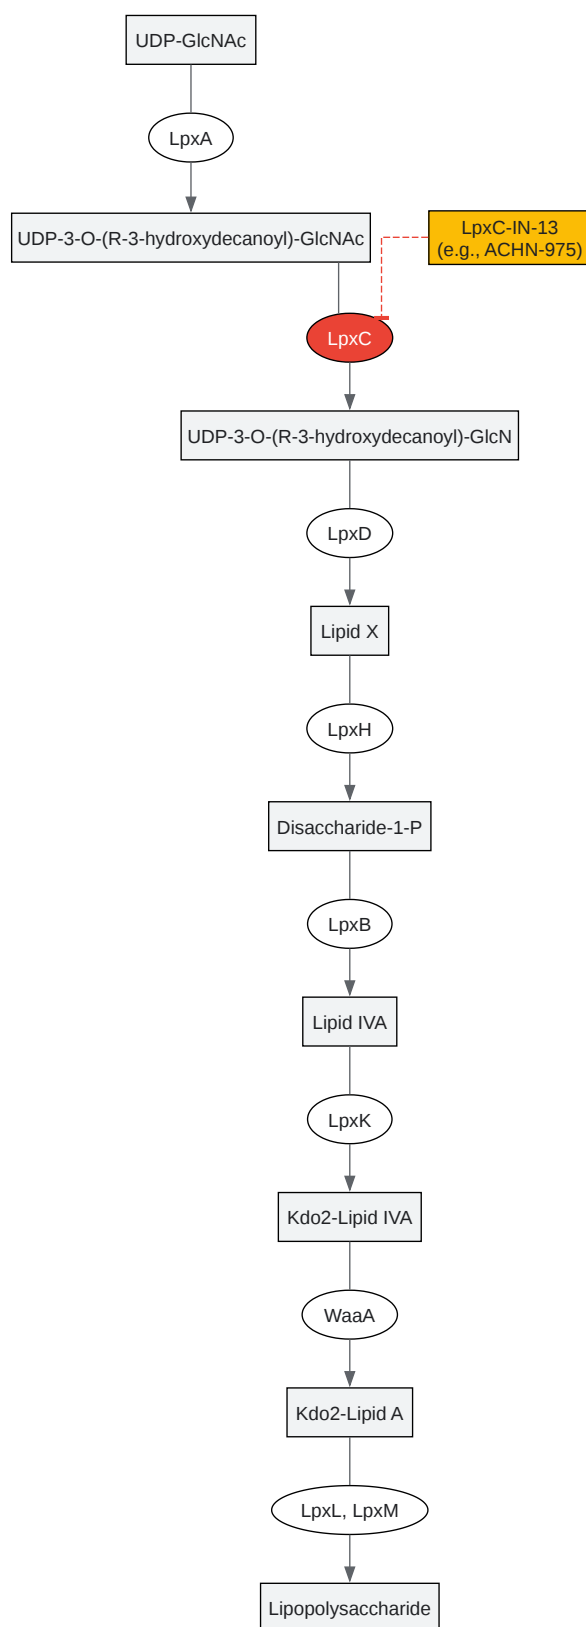 UDP-GlcNAc
LpxA
UDP-3-O-(R-3-hydroxydecanoyl)-GlcNAc
LpxC-IN-13
(e.g., ACHN-975)
LpxC
UDP-3-O-(R-3-hydroxydecanoyl)-GlcN
LpxD
Lipid X
LpxH
Disaccharide-1-P
LpxB
Lipid IVA
LpxK
Kdo2-Lipid IVA
WaaA
Kdo2-Lipid A
LpxL, LpxM
Lipopolysaccharide